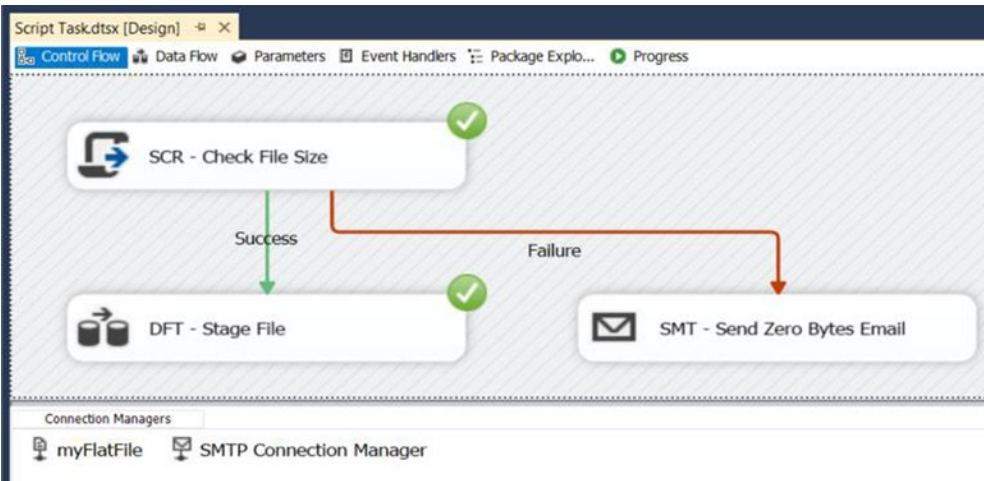 Script Task.dtsx [Design]
Control Flow Data Flow Parameters Event Handlers Package Explo... Progress
SCR - Check File Size
Success
Failure
DFT - Stage File
SMT - Send Zero Bytes Email
Connection Managers
myFlatFile SMTP Connection Manager